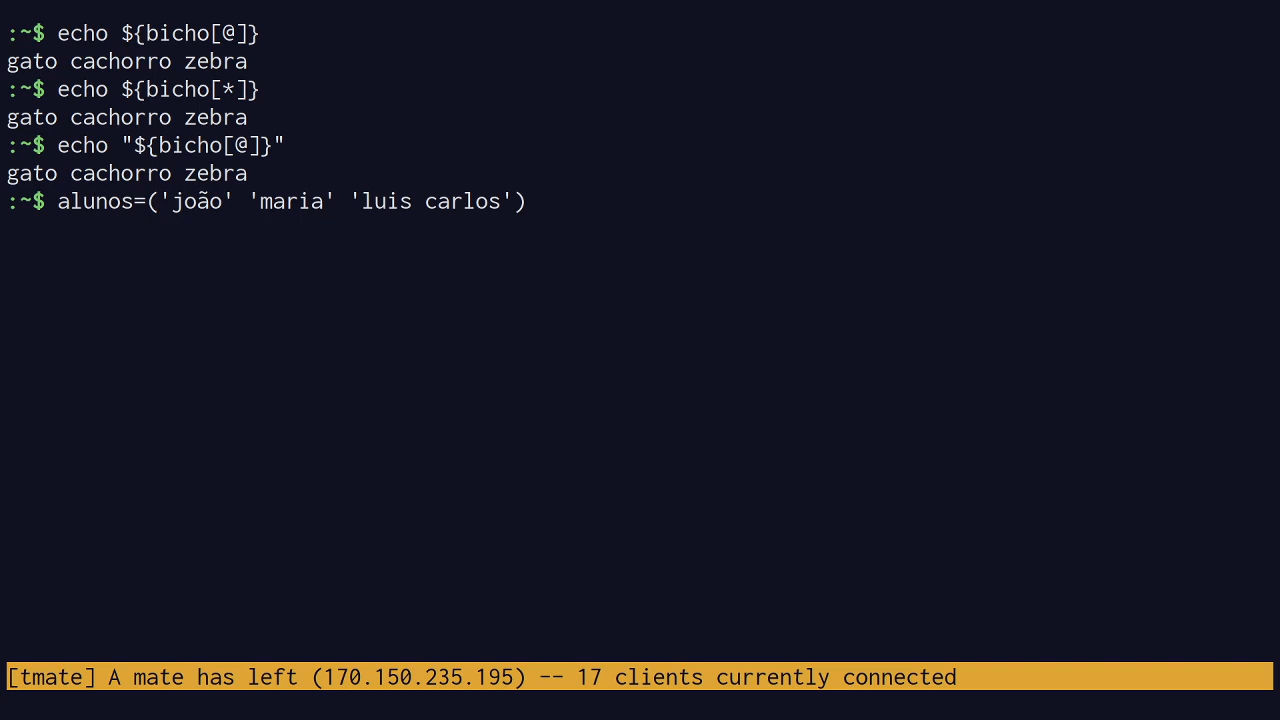 :~$ echo ${bicho[@]}
gato cachorro zebra
:~$ echo ${bicho[*]}
gato cachorro zebra
:~$ echo "${bicho[@]}"
gato cachorro zebra
:~$ alunos=('joão' 'maria' 'luis carlos')
[tmate] A mate has left (170.150.235.195) -- 17 clients currently connected